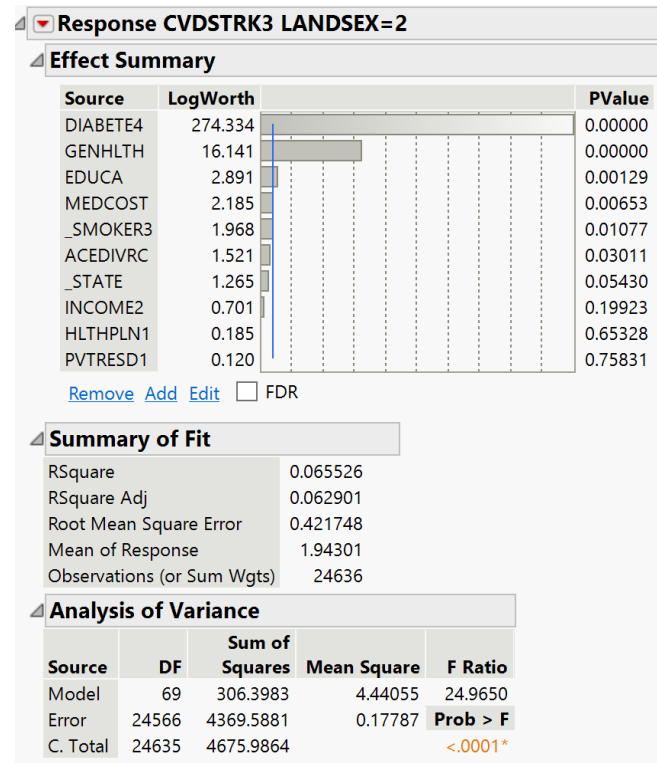 Response CVDSTRK3 LANDSEX=2
Effect Summary
Source LogWorth PValue
DIABETE4 274.334 0.00000
GENHLTH 16.141 0.00000
EDUCA 2.891 0.00129
MEDCOST 2.185 0.00653
_SMOKER3 1.968 0.01077
ACEDIVRC 1.521 0.03011
_STATE 1.265 0.05430
INCOME2 0.701 0.19923
HLTHPLN1 0.185 0.65328
PVTRESD1 0.120 0.75831
Remove Add Edit FDR
Summary of Fit
RSquare 0.065526
RSquare Adj 0.062901
Root Mean Square Error 0.421748
Mean of Response 1.94301
Observations (or Sum Wgts) 24636
Analysis of Variance
Sum of
Source DF Squares Mean Square F Ratio
Model 69 306.3983 4.44055 24.9650
Error 24566 4369.5881 0.17787 Prob > F
C. Total 24635 4675.9864 <.0001*